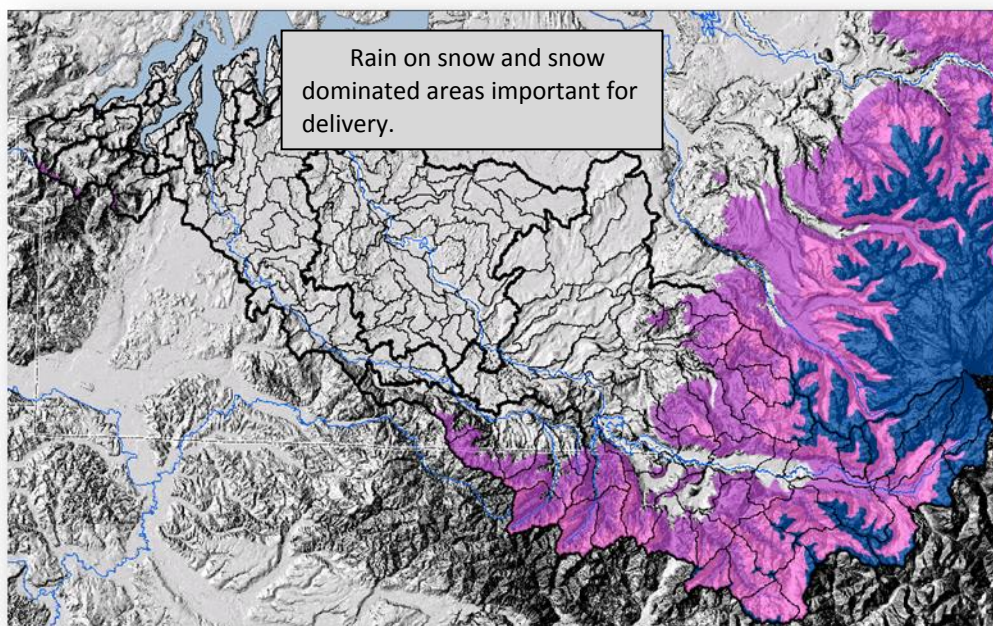 Rain on snow and snow
dominated areas important for
delivery.